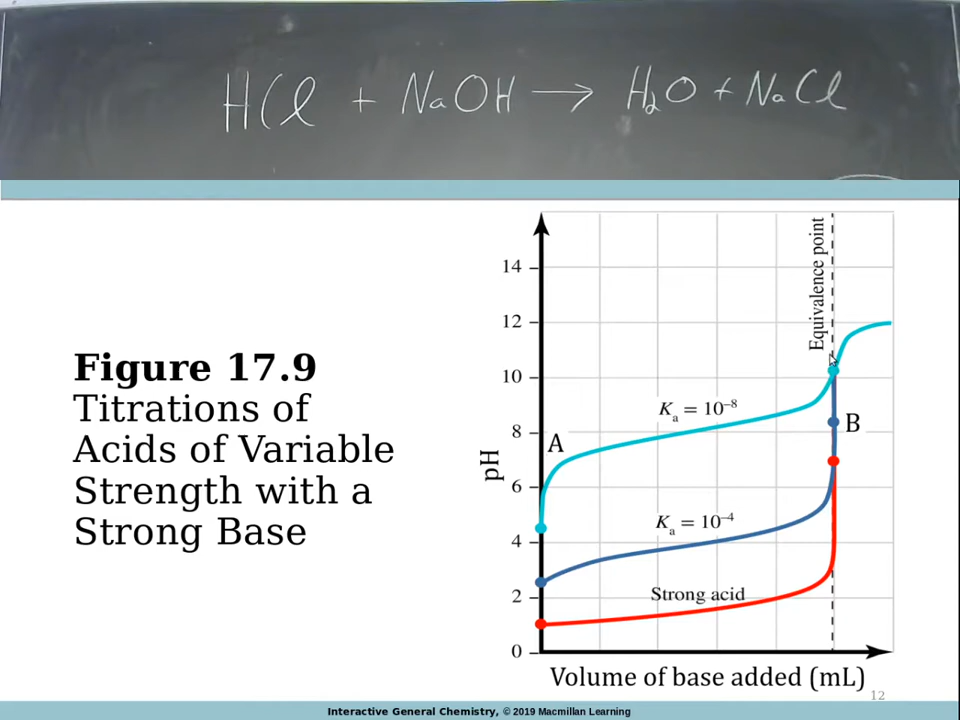 HCl + NaOH → H₂O + NaCl
Figure 17.9
Titrations of
Acids of Variable
Strength with a
Strong Base
Equivalence point
14
12
10
8
6
4
2
0
pH
A
B
Kₐ = 10⁻⁸
Kₐ = 10⁻⁴
Strong acid
Volume of base added (mL)
12
Interactive General Chemistry, © 2019 Macmillan Learning